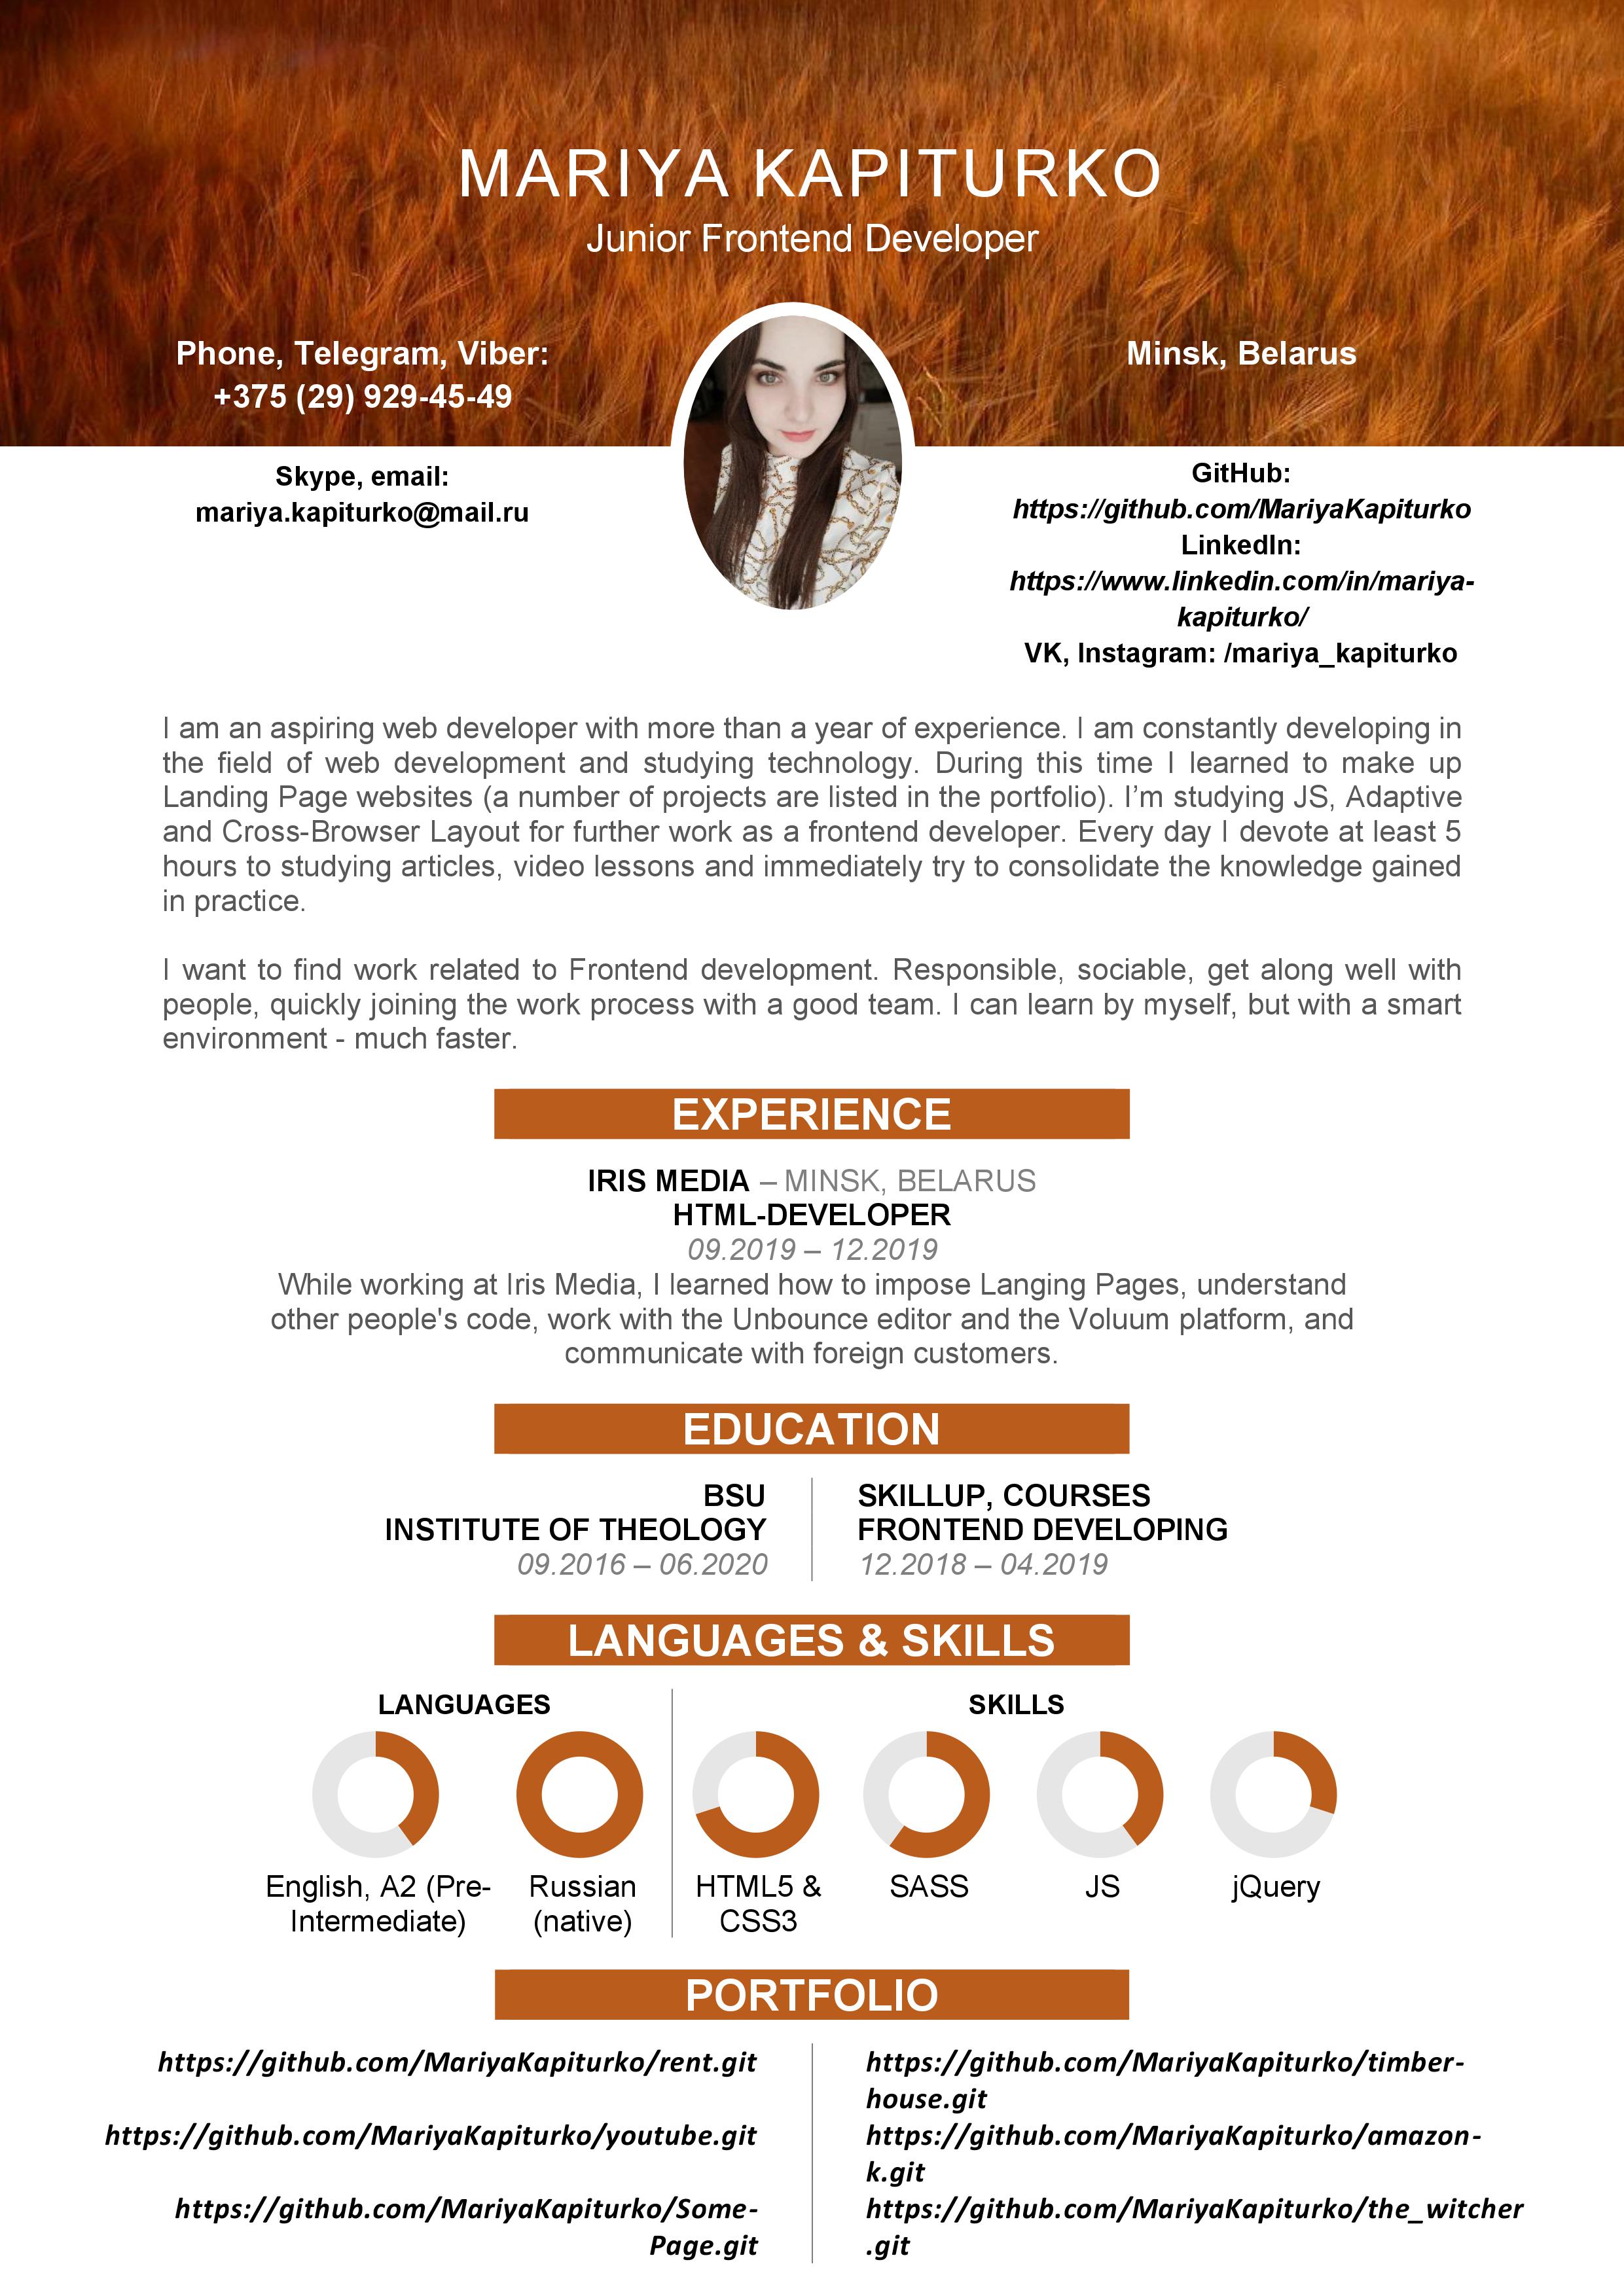 MARIYA KAPITURKO
Junior Frontend Developer
Phone, Telegram, Viber:
+375 (29) 929-45-49
Minsk, Belarus
Skype, email:
mariya.kapiturko@mail.ru
GitHub:
https://github.com/MariyaKapiturko
LinkedIn:
https://www.linkedin.com/in/mariya-
kapiturko/
VK, Instagram: /mariya_kapiturko
I am an aspiring web developer with more than a year of experience. I am constantly developing in
the field of web development and studying technology. During this time I learned to make up
Landing Page websites (a number of projects are listed in the portfolio). I’m studying JS, Adaptive
and Cross-Browser Layout for further work as a frontend developer. Every day I devote at least 5
hours to studying articles, video lessons and immediately try to consolidate the knowledge gained
in practice.
I want to find work related to Frontend development. Responsible, sociable, get along well with
people, quickly joining the work process with a good team. I can learn by myself, but with a smart
environment - much faster.
EXPERIENCE
IRIS MEDIA – MINSK, BELARUS
HTML-DEVELOPER
09.2019 – 12.2019
While working at Iris Media, I learned how to impose Langing Pages, understand
other people's code, work with the Unbounce editor and the Voluum platform, and
communicate with foreign customers.
EDUCATION
BSU
INSTITUTE OF THEOLOGY
09.2016 – 06.2020
SKILLUP, COURSES
FRONTEND DEVELOPING
12.2018 – 04.2019
LANGUAGES & SKILLS
LANGUAGES
English, A2 (Pre-
Intermediate)
Russian
(native)
SKILLS
HTML5 &
CSS3
SASS
JS
jQuery
PORTFOLIO
https://github.com/MariyaKapiturko/rent.git
https://github.com/MariyaKapiturko/youtube.git
https://github.com/MariyaKapiturko/Some-
Page.git
https://github.com/MariyaKapiturko/timber-
house.git
https://github.com/MariyaKapiturko/amazon-
k.git
https://github.com/MariyaKapiturko/the_witcher
.git